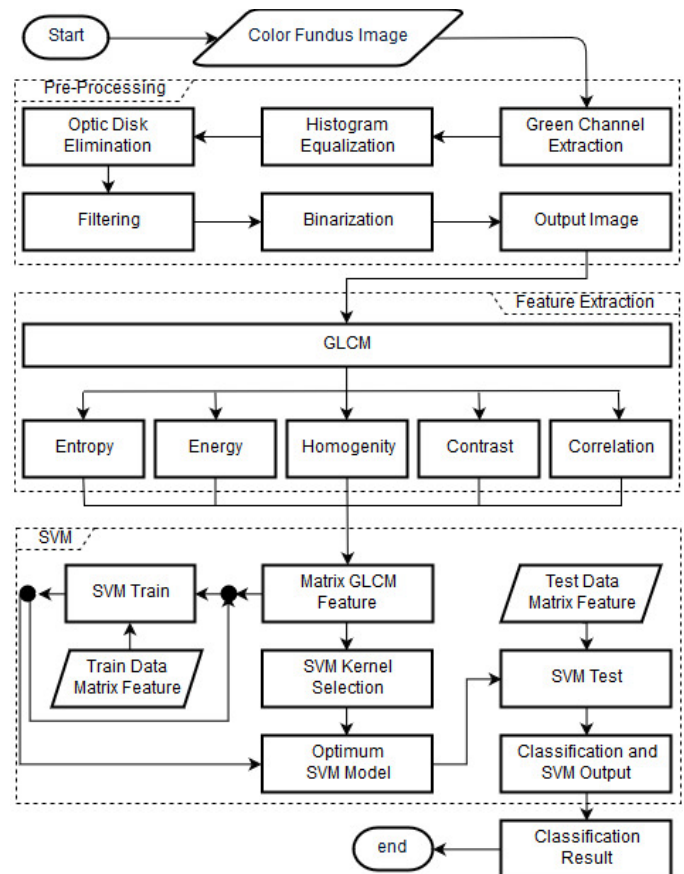 Start
Color Fundus Image
Pre-Processing
Optic Disk
Elimination
Histogram
Equalization
Green Channel
Extraction
Filtering
Binarization
Output Image
Feature Extraction
GLCM
Entropy
Energy
Homogenity
Contrast
Correlation
SVM
SVM Train
Matrix GLCM
Feature
Test Data
Matrix Feature
Train Data
Matrix Feature
SVM Kernel
Selection
SVM Test
Optimum
SVM Model
Classification and
SVM Output
end
Classification
Result